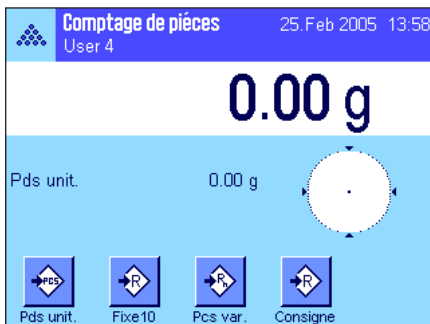 Comptage de piéces 25.Feb 2005 13:58
User 4
0.00 g
Pds unit. 0.00 g
PCS R Rn R
Pds unit. Fixe10 Pcs var. Consigne